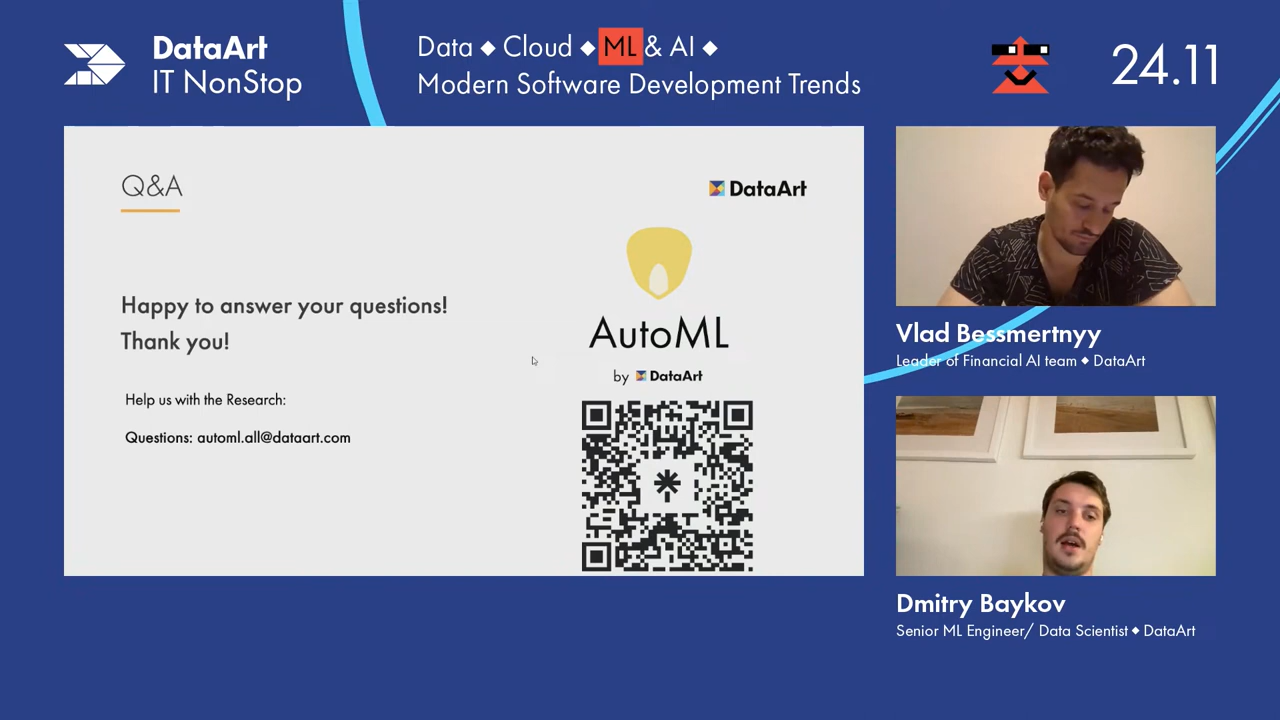 DataArt
IT NonStop
Data ◆ Cloud ◆ ML & AI ◆
Modern Software Development Trends
24.11
Q&A
DataArt
Happy to answer your questions!
Thank you!
Help us with the Research:
Questions: automl.all@dataart.com
AutoML
by DataArt
Vlad Bessmertnyy
Leader of Financial AI team ◆ DataArt
Dmitry Baykov
Senior ML Engineer/ Data Scientist ◆ DataArt